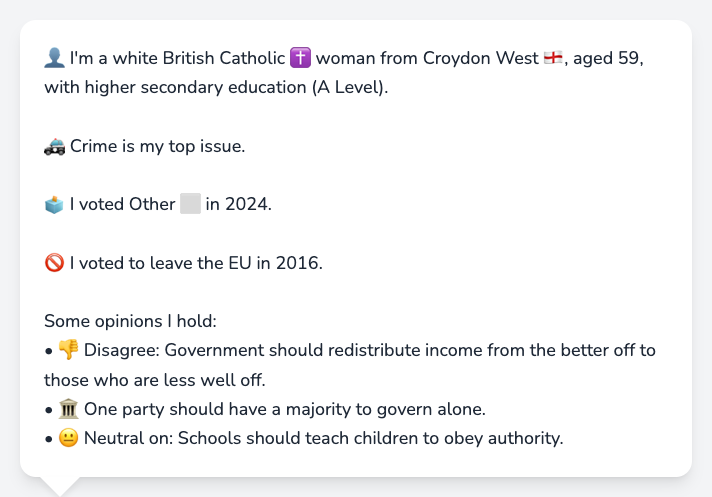 👤 I'm a white British Catholic ✝️ woman from Croydon West 🏴󠁧󠁢󠁥󠁮󠁧󠁿, aged 59,
with higher secondary education (A Level).
🚓 Crime is my top issue.
🗳️ I voted Other ⬜ in 2024.
🚫 I voted to leave the EU in 2016.
Some opinions I hold:
• 👎 Disagree: Government should redistribute income from the better off to
those who are less well off.
• 🏛️ One party should have a majority to govern alone.
• 😐 Neutral on: Schools should teach children to obey authority.